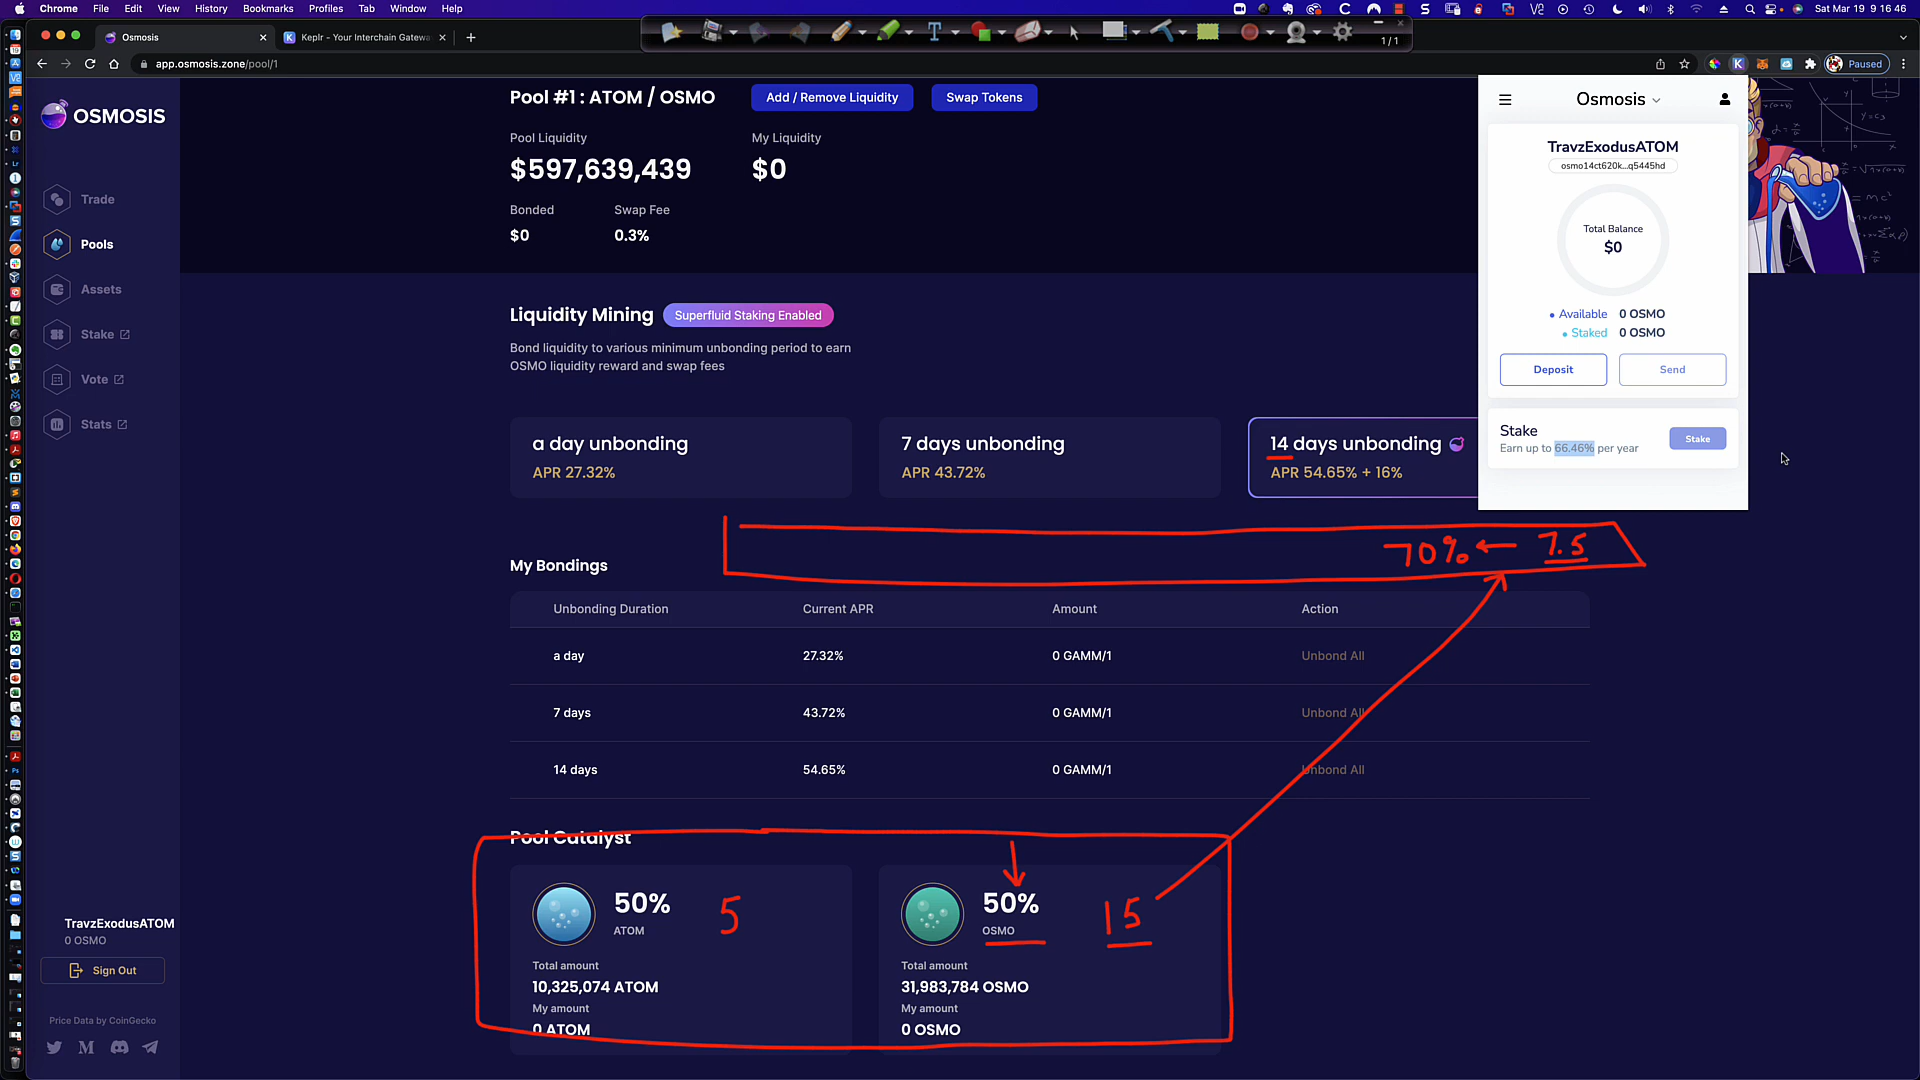 Chrome File Edit View History Bookmarks Profiles Tab Window Help
Sat Mar 19 9 16 46
Osmosis
Keplr - Your Interchain Gatewa
1/1
app.osmosis.zone/pool/1
Paused
OSMOSIS
Trade
Pools
Assets
Stake
Vote
Stats
TravzExodusATOM
0 OSMO
Sign Out
Price Data by CoinGecko
Pool #1 : ATOM / OSMO
Add / Remove Liquidity
Swap Tokens
Pool Liquidity
My Liquidity
$597,639,439
$0
Bonded
Swap Fee
$0
0.3%
Liquidity Mining
Superfluid Staking Enabled
Bond liquidity to various minimum unbonding period to earn
OSMO liquidity reward and swap fees
a day unbonding
APR 27.32%
7 days unbonding
APR 43.72%
14 days unbonding
APR 54.65% + 16%
70% ← 7.5
My Bondings
Unbonding Duration Current APR Amount Action
a day 27.32% 0 GAMM/1 Unbond All
7 days 43.72% 0 GAMM/1 Unbond All
14 days 54.65% 0 GAMM/1 Unbond All
Pool Catalyst
50%
ATOM
5
Total amount
10,325,074 ATOM
My amount
0 ATOM
50%
OSMO
15
Total amount
31,983,784 OSMO
My amount
0 OSMO
Osmosis
TravzExodusATOM
osmo14ct620k...q5445hd
Total Balance
$0
Available 0 OSMO
Staked 0 OSMO
Deposit
Send
Stake
Earn up to 66.46% per year
Stake